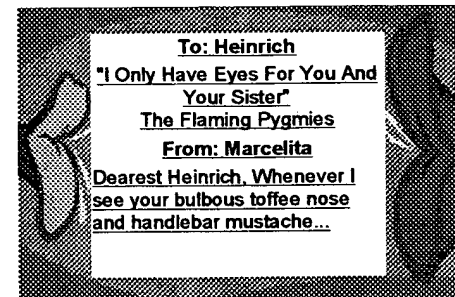 To: Heinrich
"I Only Have Eyes For You And
Your Sister"
The Flaming Pygmies
From: Marcelita
Dearest Heinrich, Whenever I
see your bulbous toffee nose
and handlebar mustache...